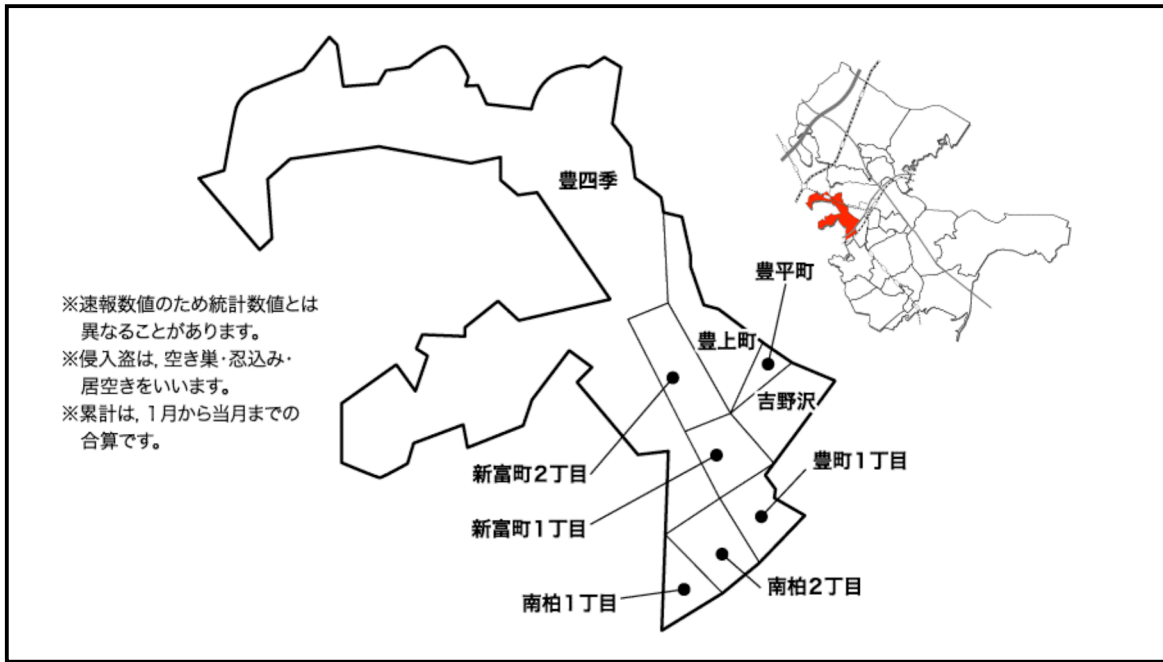 豊四季
豊平町
※速報数値のため統計数値とは
異なることがあります。
※侵入盗は, 空き巣・忍込み・
居空きをいいます。
※累計は, 1月から当月までの
合算です。
豊上町
吉野沢
新富町2丁目
豊町1丁目
新富町1丁目
南柏2丁目
南柏1丁目